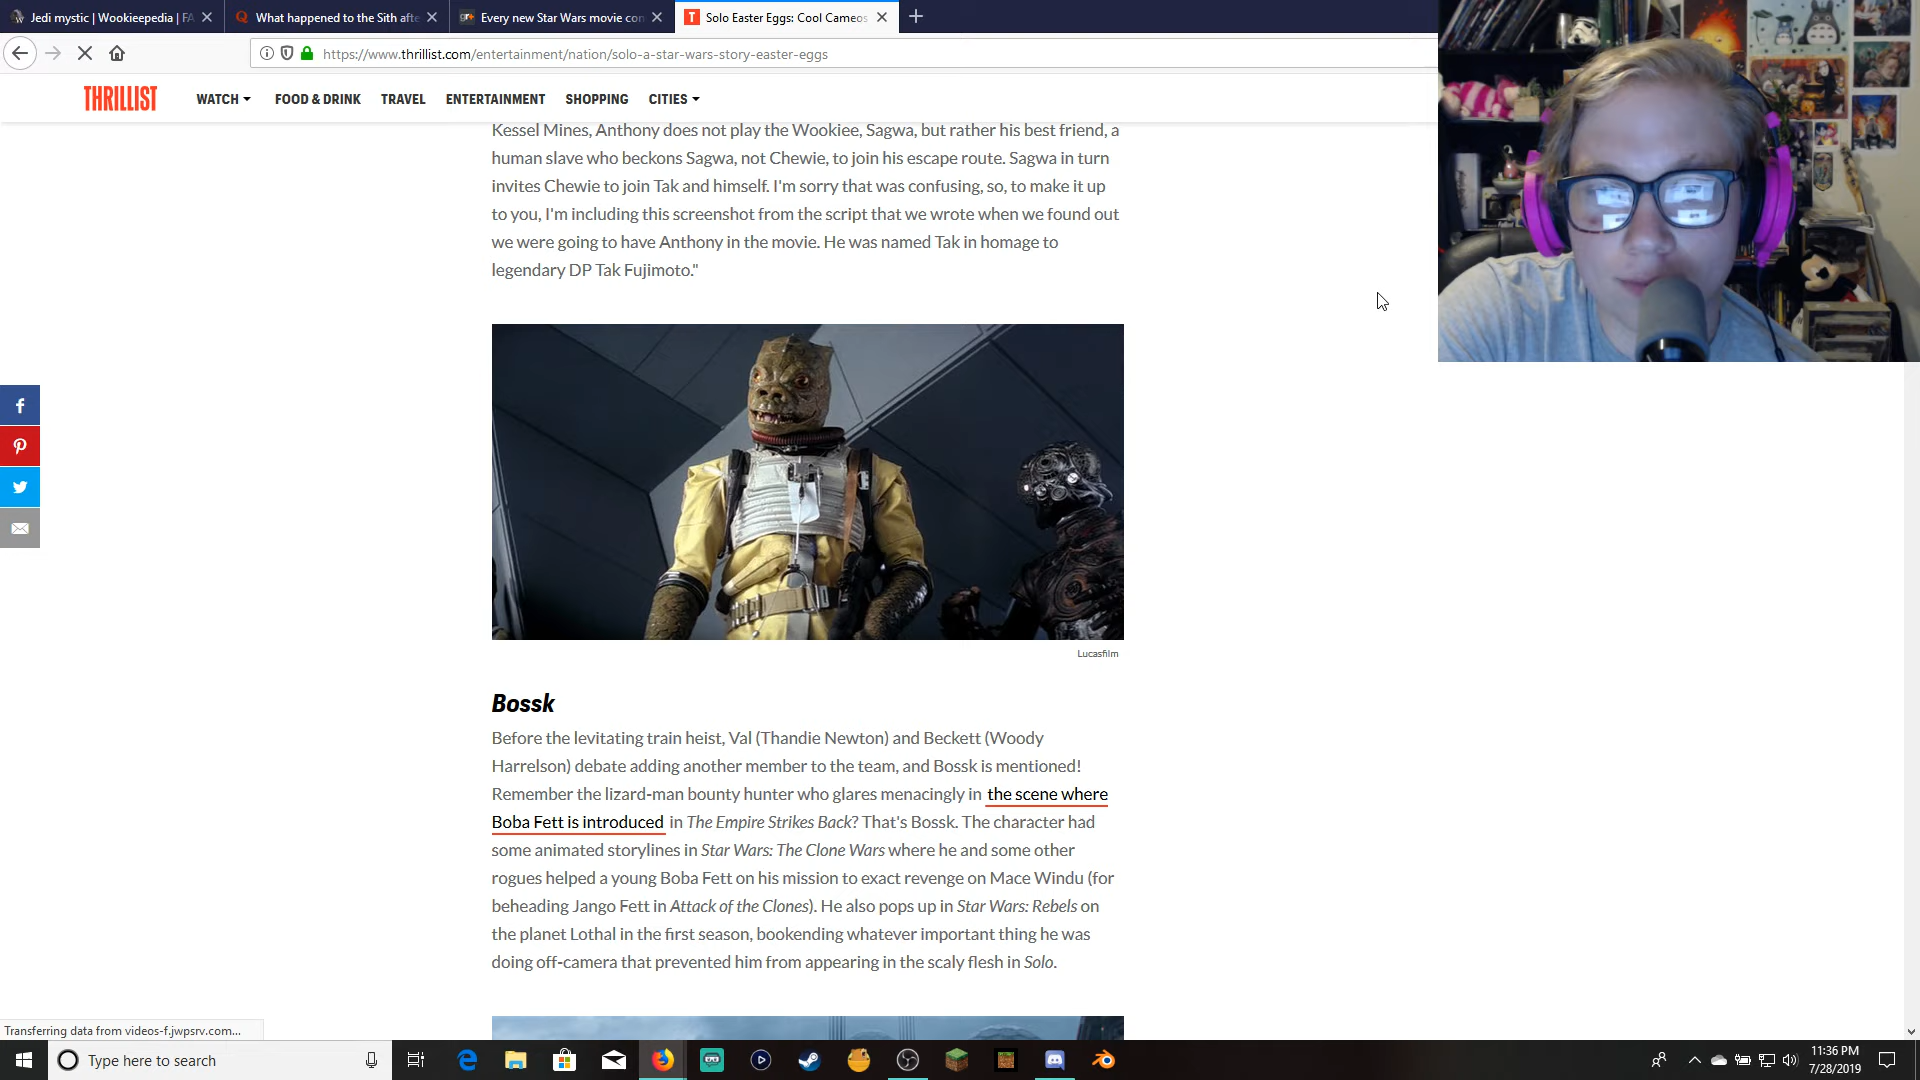 Jedi mystic | Wookieepedia | FA
What happened to the Sith afte
Every new Star Wars movie con
Solo Easter Eggs: Cool Cameos
https://www.thrillist.com/entertainment/nation/solo-a-star-wars-story-easter-eggs
THRILLIST
WATCH
FOOD & DRINK
TRAVEL
ENTERTAINMENT
SHOPPING
CITIES
Kessel Mines, Anthony does not play the Wookiee, Sagwa, but rather his best friend, a
human slave who beckons Sagwa, not Chewie, to join his escape route. Sagwa in turn
invites Chewie to join Tak and himself. I'm sorry that was confusing, so, to make it up
to you, I'm including this screenshot from the script that we wrote when we found out
we were going to have Anthony in the movie. He was named Tak in homage to
legendary DP Tak Fujimoto."
Lucasfilm
Bossk
Before the levitating train heist, Val (Thandie Newton) and Beckett (Woody
Harrelson) debate adding another member to the team, and Bossk is mentioned!
Remember the lizard-man bounty hunter who glares menacingly in the scene where
Boba Fett is introduced in The Empire Strikes Back? That's Bossk. The character had
some animated storylines in Star Wars: The Clone Wars where he and some other
rogues helped a young Boba Fett on his mission to exact revenge on Mace Windu (for
beheading Jango Fett in Attack of the Clones). He also pops up in Star Wars: Rebels on
the planet Lothal in the first season, bookending whatever important thing he was
doing off-camera that prevented him from appearing in the scaly flesh in Solo.
Transferring data from videos-f.jwpsrv.com...
Type here to search
11:36 PM
7/28/2019